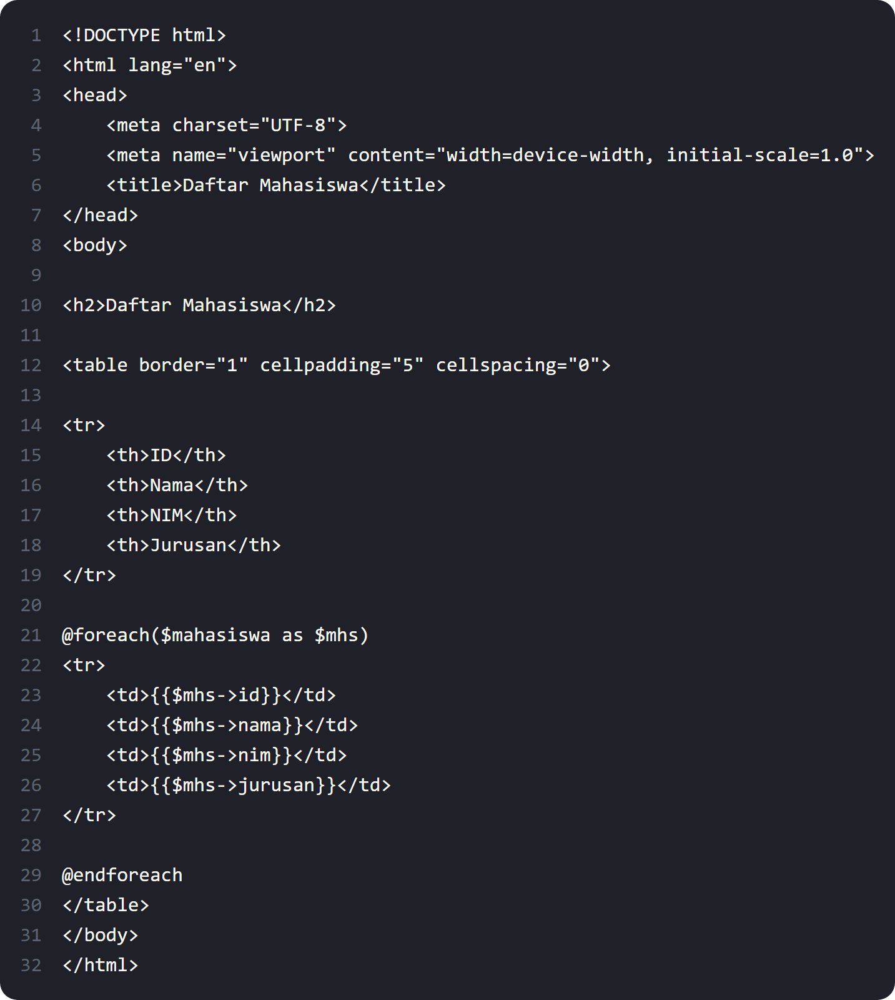 1 <!DOCTYPE html>
2 <html lang="en">
3 <head>
4     <meta charset="UTF-8">
5     <meta name="viewport" content="width=device-width, initial-scale=1.0">
6     <title>Daftar Mahasiswa</title>
7 </head>
8 <body>
9
10 <h2>Daftar Mahasiswa</h2>
11
12 <table border="1" cellpadding="5" cellspacing="0">
13
14 <tr>
15     <th>ID</th>
16     <th>Nama</th>
17     <th>NIM</th>
18     <th>Jurusan</th>
19 </tr>
20
21 @foreach($mahasiswa as $mhs)
22 <tr>
23     <td>{{$mhs->id}}</td>
24     <td>{{$mhs->nama}}</td>
25     <td>{{$mhs->nim}}</td>
26     <td>{{$mhs->jurusan}}</td>
27 </tr>
28
29 @endforeach
30 </table>
31 </body>
32 </html>